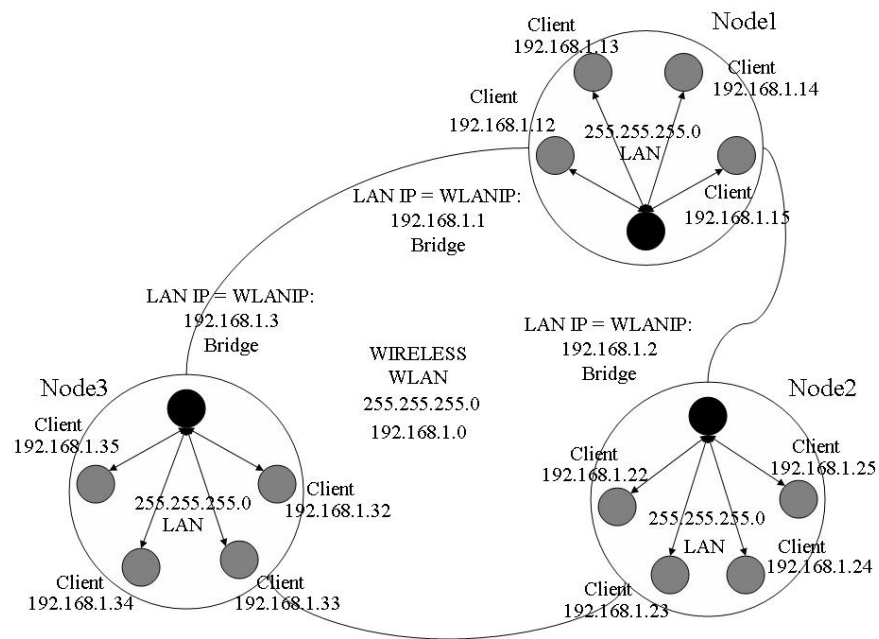 Node1
Client
192.168.1.13
Client
192.168.1.14
Client
192.168.1.12
255.255.255.0
LAN
Client
192.168.1.15
LAN IP = WLANIP:
192.168.1.1
Bridge
LAN IP = WLANIP:
192.168.1.3
Bridge
LAN IP = WLANIP:
192.168.1.2
Bridge
WIRELESS
WLAN
255.255.255.0
192.168.1.0
Node3
Client
192.168.1.35
255.255.255.0
LAN
Client
192.168.1.32
Client
192.168.1.34
Client
192.168.1.33
Node2
Client
192.168.1.22
Client
192.168.1.25
255.255.255.0
LAN
Client
192.168.1.24
Client
192.168.1.23